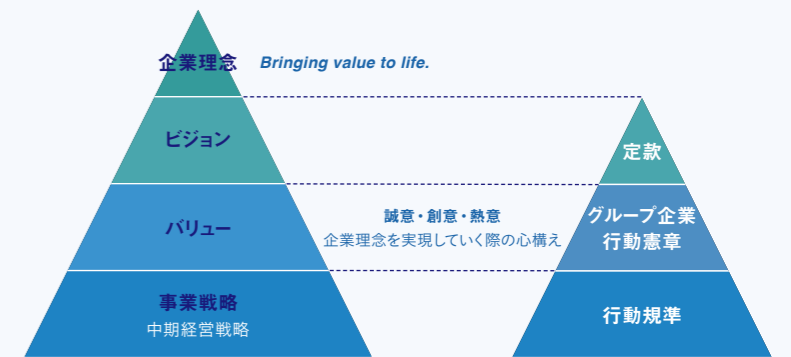 企業理念
Bringing value to life.
ビジョン
バリュー
誠意・創意・熱意
企業理念を実現していく際の心構え
事業戦略
中期経営戦略
定款
グループ企業
行動憲章
行動規準